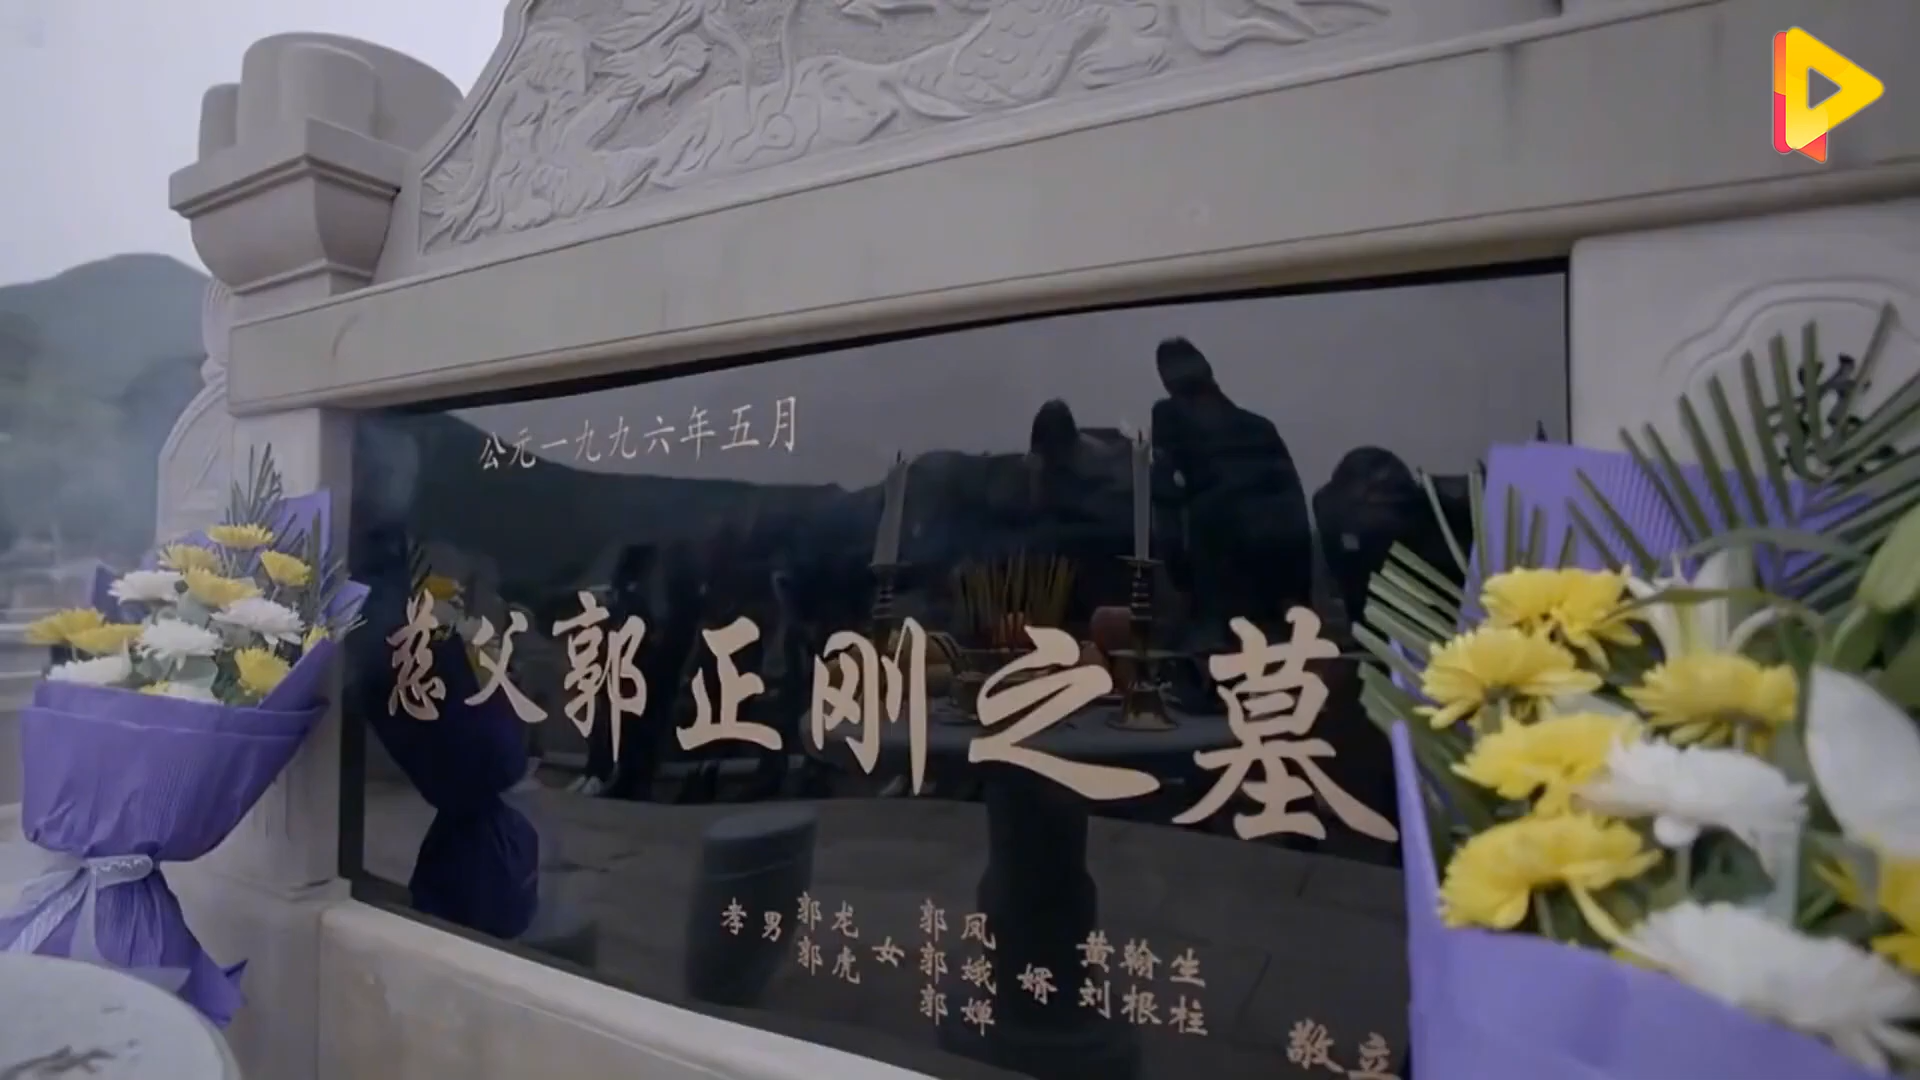 公元一九九六年五月
慈父郭正刚之墓
孝男 郭龙 郭虎 女 郭凤 郭娥 郭婵 婿 黄翰生 刘根柱
敬立